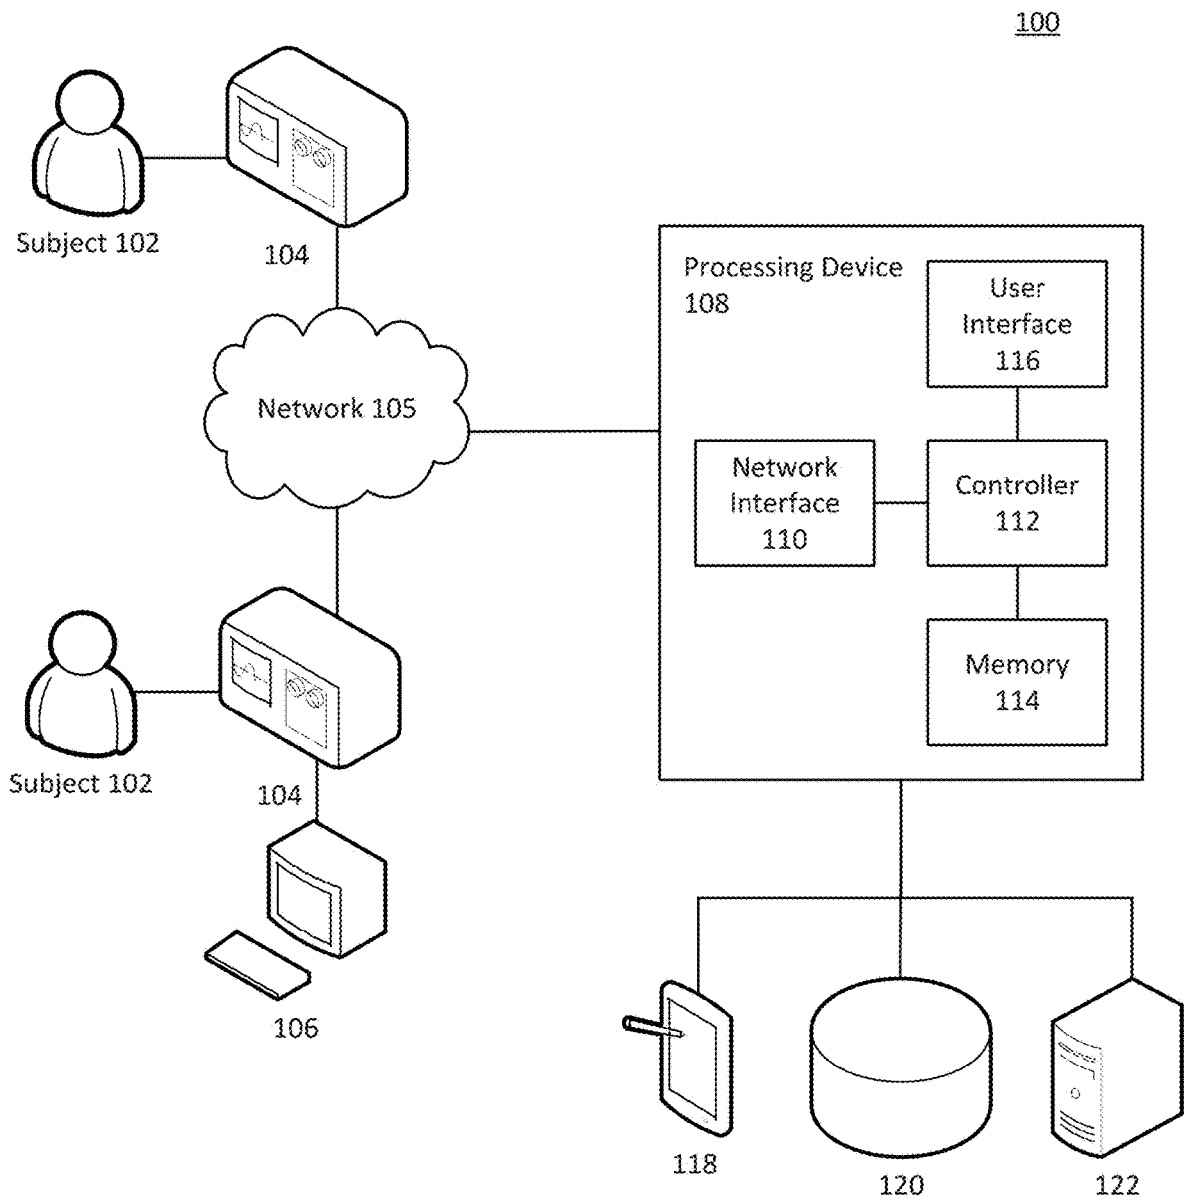 100
Subject 102
104
Processing Device
108
User
Interface
116
Network 105
Network
Interface
110
Controller
112
Memory
114
Subject 102
104
106
118
120
122